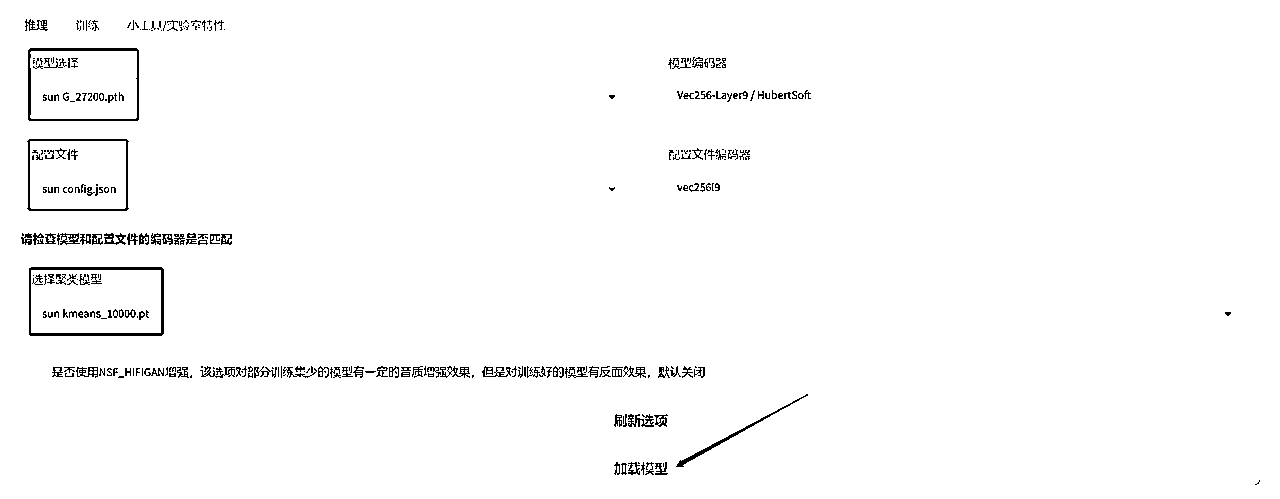 推理 训练 小工具/实验室特性
模型选择 模型编码器
sun G_27200.pth Vec256-Layer9 / HubertSoft
配置文件 配置文件编码器
sun config.json vec256l9
请检查模型和配置文件的编码器是否匹配
选择聚类模型
sun kmeans_10000.pt
是否使用NSF_HIFIGAN增强，该选项对部分训练集少的模型有一定的音质增强效果，但是对训练好的模型有反面效果，默认关闭
刷新选项
加载模型